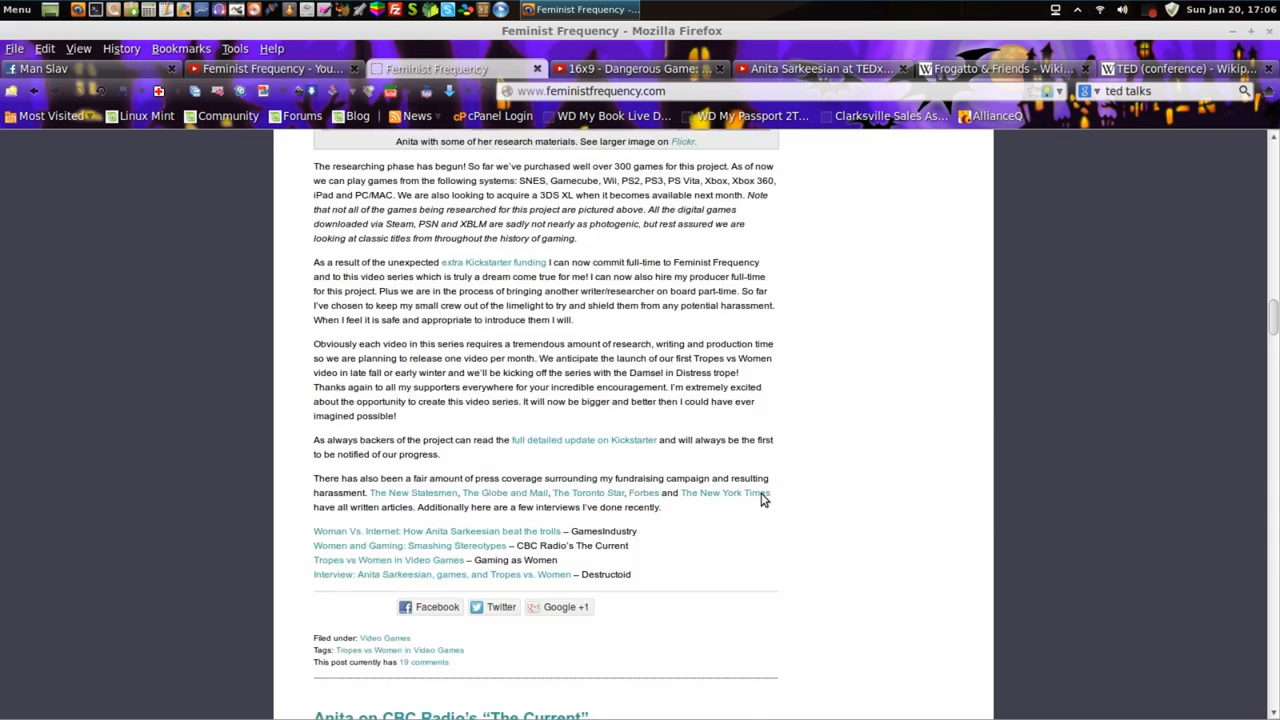 Menu
Feminist Frequency -...
Sun Jan 20, 17:06
Feminist Frequency - Mozilla Firefox
File Edit View History Bookmarks Tools Help
Man Slav
Feminist Frequency - You...
Feminist Frequency
16x9 - Dangerous Game: ...
Anita Sarkeesian at TEDx...
Frogatto & Friends - Wiki...
TED (conference) - Wikip...
www.feministfrequency.com
ted talks
Most Visited
Linux Mint
Community
Forums
Blog
News
cPanel Login
WD My Book Live D...
WD My Passport 2T...
Clarksville Sales As...
AllianceQ
Anita with some of her research materials. See larger image on Flickr.
The researching phase has begun! So far we've purchased well over 300 games for this project. As of now
we can play games from the following systems: SNES, Gamecube, Wii, PS2, PS3, PS Vita, Xbox, Xbox 360,
iPad and PC/MAC. We are also looking to acquire a 3DS XL when it becomes available next month. Note
that not all of the games being researched for this project are pictured above. All the digital games
downloaded via Steam, PSN and XBLM are sadly not nearly as photogenic, but rest assured we are
looking at classic titles from throughout the history of gaming.
As a result of the unexpected extra Kickstarter funding I can now commit full-time to Feminist Frequency
and to this video series which is truly a dream come true for me! I can now also hire my producer full-time
for this project. Plus we are in the process of bringing another writer/researcher on board part-time. So far
I've chosen to keep my small crew out of the limelight to try and shield them from any potential harassment.
When I feel it is safe and appropriate to introduce them I will.
Obviously each video in this series requires a tremendous amount of research, writing and production time
so we are planning to release one video per month. We anticipate the launch of our first Tropes vs Women
video in late fall or early winter and we'll be kicking off the series with the Damsel in Distress trope!
Thanks again to all my supporters everywhere for your incredible encouragement. I'm extremely excited
about the opportunity to create this video series. It will now be bigger and better then I could have ever
imagined possible!
As always backers of the project can read the full detailed update on Kickstarter and will always be the first
to be notified of our progress.
There has also been a fair amount of press coverage surrounding my fundraising campaign and resulting
harassment. The New Statesmen, The Globe and Mail, The Toronto Star, Forbes and The New York Times
have all written articles. Additionally here are a few interviews I've done recently.
Woman Vs. Internet: How Anita Sarkeesian beat the trolls – GamesIndustry
Women and Gaming: Smashing Stereotypes – CBC Radio's The Current
Tropes vs Women in Video Games – Gaming as Women
Interview: Anita Sarkeesian, games, and Tropes vs. Women – Destructoid
Facebook Twitter Google +1
Filed under: Video Games
Tags: Tropes vs Women in Video Games
This post currently has 19 comments
Anita on CBC Radio's "The Current"